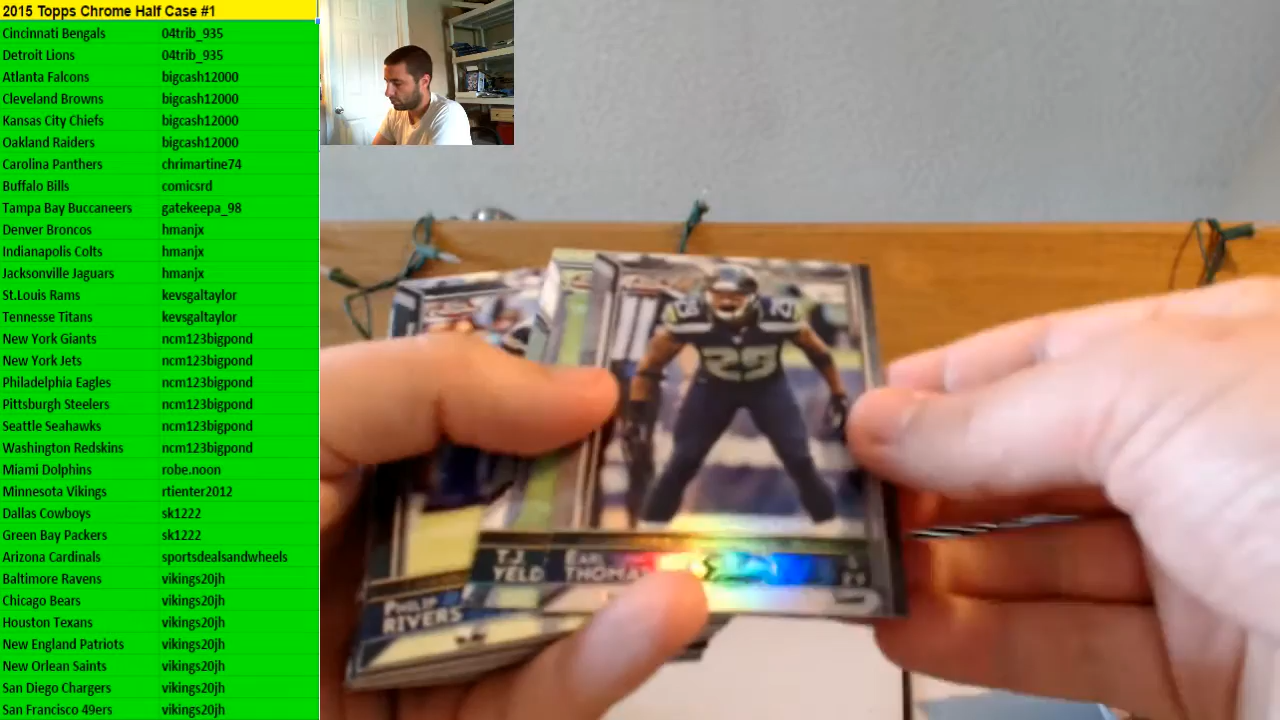 2015 Topps Chrome Half Case #1
Cincinnati Bengals 04trib_935
Detroit Lions 04trib_935
Atlanta Falcons bigcash12000
Cleveland Browns bigcash12000
Kansas City Chiefs bigcash12000
Oakland Raiders bigcash12000
Carolina Panthers chrimartine74
Buffalo Bills comicsrd
Tampa Bay Buccaneers gatekeepa_98
Denver Broncos hmanjx
Indianapolis Colts hmanjx
Jacksonville Jaguars hmanjx
St.Louis Rams kevsgaltaylor
Tennesse Titans kevsgaltaylor
New York Giants ncm123bigpond
New York Jets ncm123bigpond
Philadelphia Eagles ncm123bigpond
Pittsburgh Steelers ncm123bigpond
Seattle Seahawks ncm123bigpond
Washington Redskins ncm123bigpond
Miami Dolphins robe.noon
Minnesota Vikings rtienter2012
Dallas Cowboys sk1222
Green Bay Packers sk1222
Arizona Cardinals sportsdealsandwheels
Baltimore Ravens vikings20jh
Chicago Bears vikings20jh
Houston Texans vikings20jh
New England Patriots vikings20jh
New Orlean Saints vikings20jh
San Diego Chargers vikings20jh
San Francisco 49ers vikings20jh
29
T.J.
YELD
EARL
THOMAS
PHILIP
RIVERS